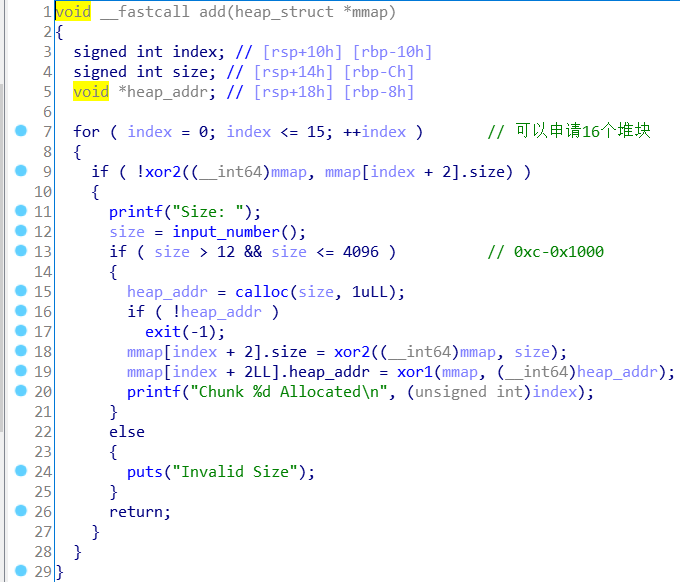 1 void __fastcall add(heap_struct *mmap)
2 {
3   signed int index; // [rsp+10h] [rbp-10h]
4   signed int size; // [rsp+14h] [rbp-Ch]
5   void *heap_addr; // [rsp+18h] [rbp-8h]
6
7   for ( index = 0; index <= 15; ++index )       // 可以申请16个堆块
8   {
9     if ( !xor2((__int64)mmap, mmap[index + 2].size) )
10     {
11       printf("Size: ");
12       size = input_number();
13       if ( size > 12 && size <= 4096 )          // 0xc-0x1000
14       {
15         heap_addr = calloc(size, 1uLL);
16         if ( !heap_addr )
17           exit(-1);
18         mmap[index + 2].size = xor2((__int64)mmap, size);
19         mmap[index + 2LL].heap_addr = xor1(mmap, (__int64)heap_addr);
20         printf("Chunk %d Allocated\n", (unsigned int)index);
21       }
22       else
23       {
24         puts("Invalid Size");
25       }
26       return;
27     }
28   }
29 }